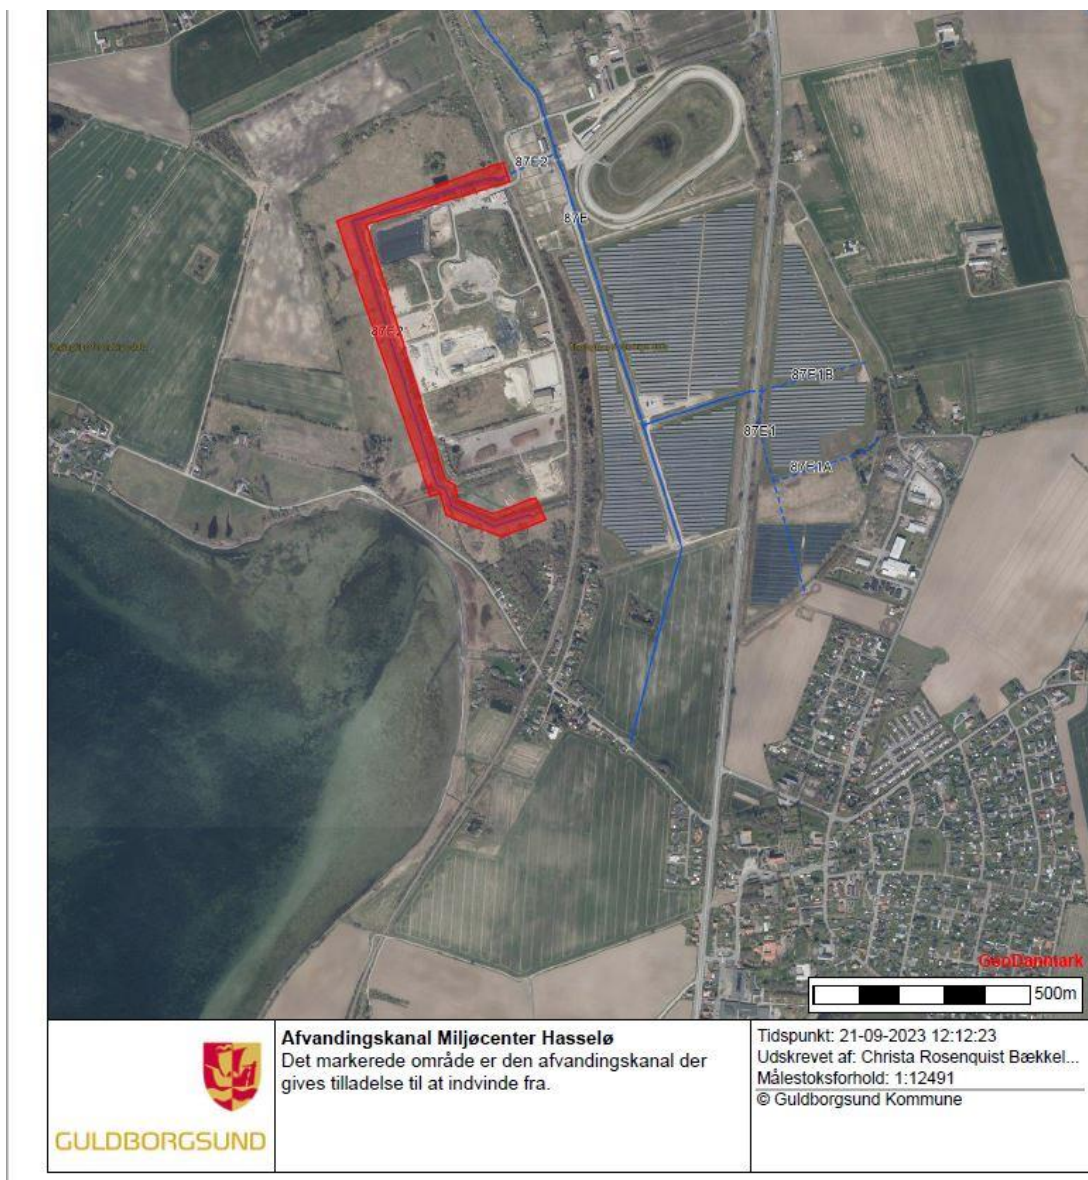 87E2
87E
87E2
87E1B
87E1
87E1A
GeoDanmark
500m
Afvandingskanal Miljøcenter Hasselø
Det markerede område er den afvandingskanal der
gives tilladelse til at indvinde fra.
Tidspunkt: 21-09-2023 12:12:23
Udskrevet af: Christa Rosenquist Bækkel...
Målestoksforhold: 1:12491
© Guldborgsund Kommune
GULDBORGSUND